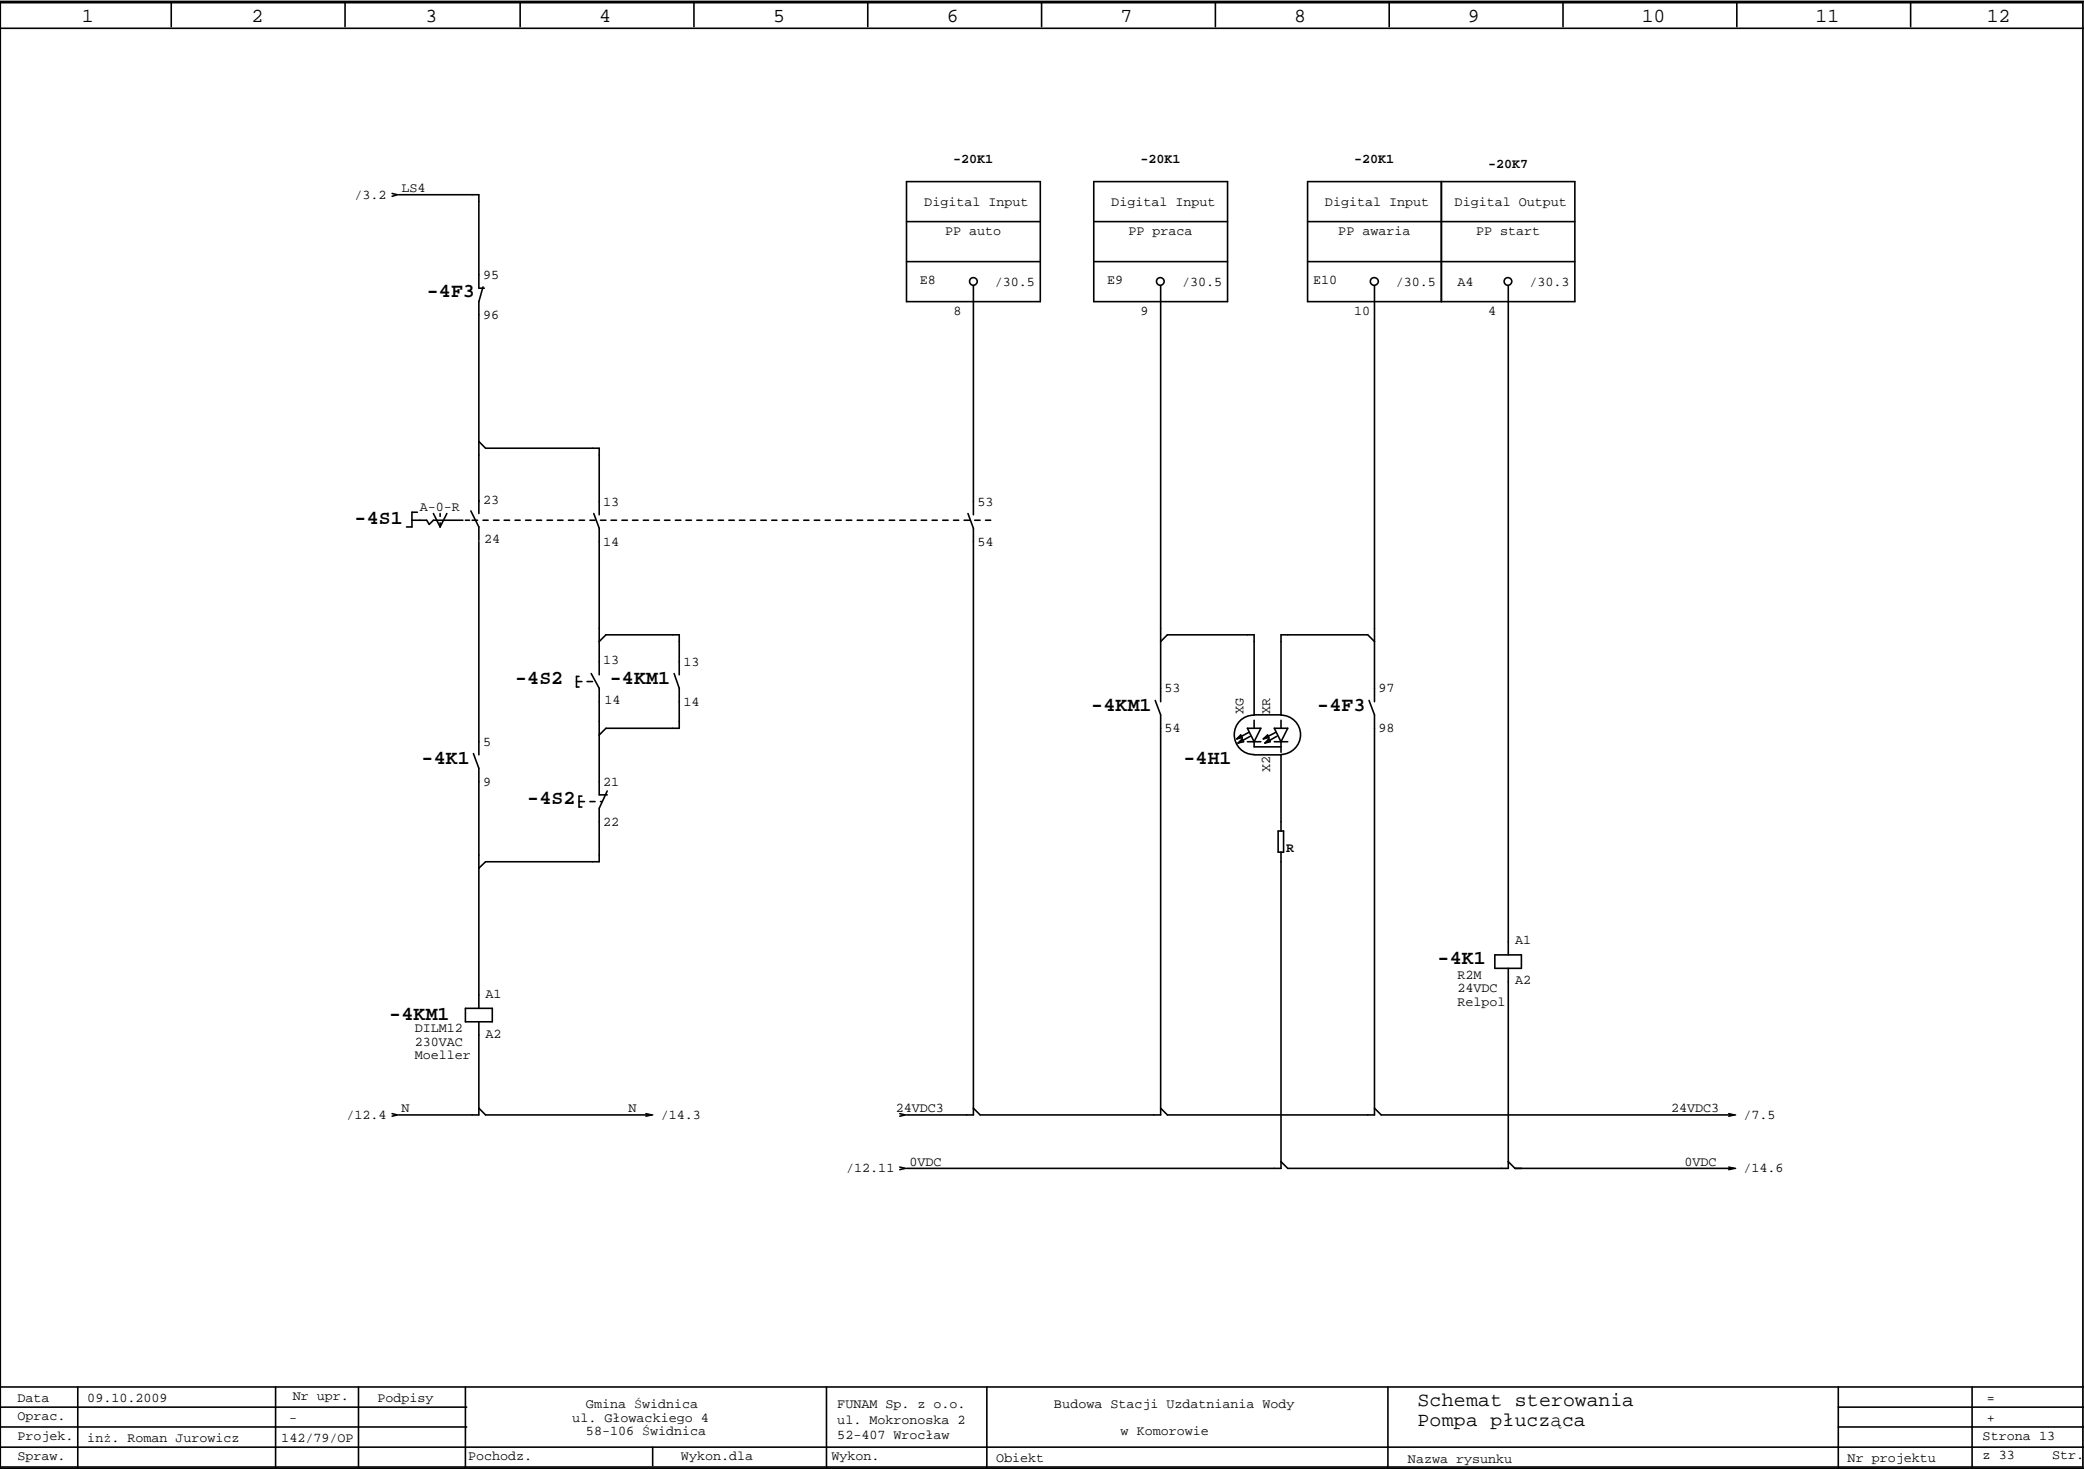 1 2 3 4 5 6 7 8 9 10 11 12
-20K1 -20K1 -20K1 -20K7
Digital Input Digital Input Digital Input Digital Output
PP auto PP praca PP awaria PP start
E8 /30.5 E9 /30.5 E10 /30.5 A4 /30.3
8 9 10 4
/3.2 LS4
95
-4F3
96
23 13 53
-4S1 A-0-R
24 14 54
13 13
-4S2 -4KM1
14 14
53 XG XR 97
-4KM1 -4F3
54 98
5
-4K1 -4H1 X2
9
21
-4S2
22
R
A1
-4K1
R2M A2
24VDC
Relpol
A1
-4KM1
DILM12 A2
230VAC
Moeller
/12.4 N N /14.3 24VDC3 24VDC3 /7.5
/12.11 0VDC 0VDC /14.6
Data 09.10.2009 Nr upr. Podpisy
Oprac. -
Projek. inż. Roman Jurowicz 142/79/OP
Spraw.
Gmina Świdnica
ul. Głowackiego 4
58-106 Świdnica
Pochodz. Wykon.dla
FUNAM Sp. z o.o.
ul. Mokronoska 2
52-407 Wrocław
Wykon.
Budowa Stacji Uzdatniania Wody
w Komorowie
Obiekt
Schemat sterowania
Pompa płucząca
Nazwa rysunku
Nr projektu
=
+
Strona 13
z 33 Str.